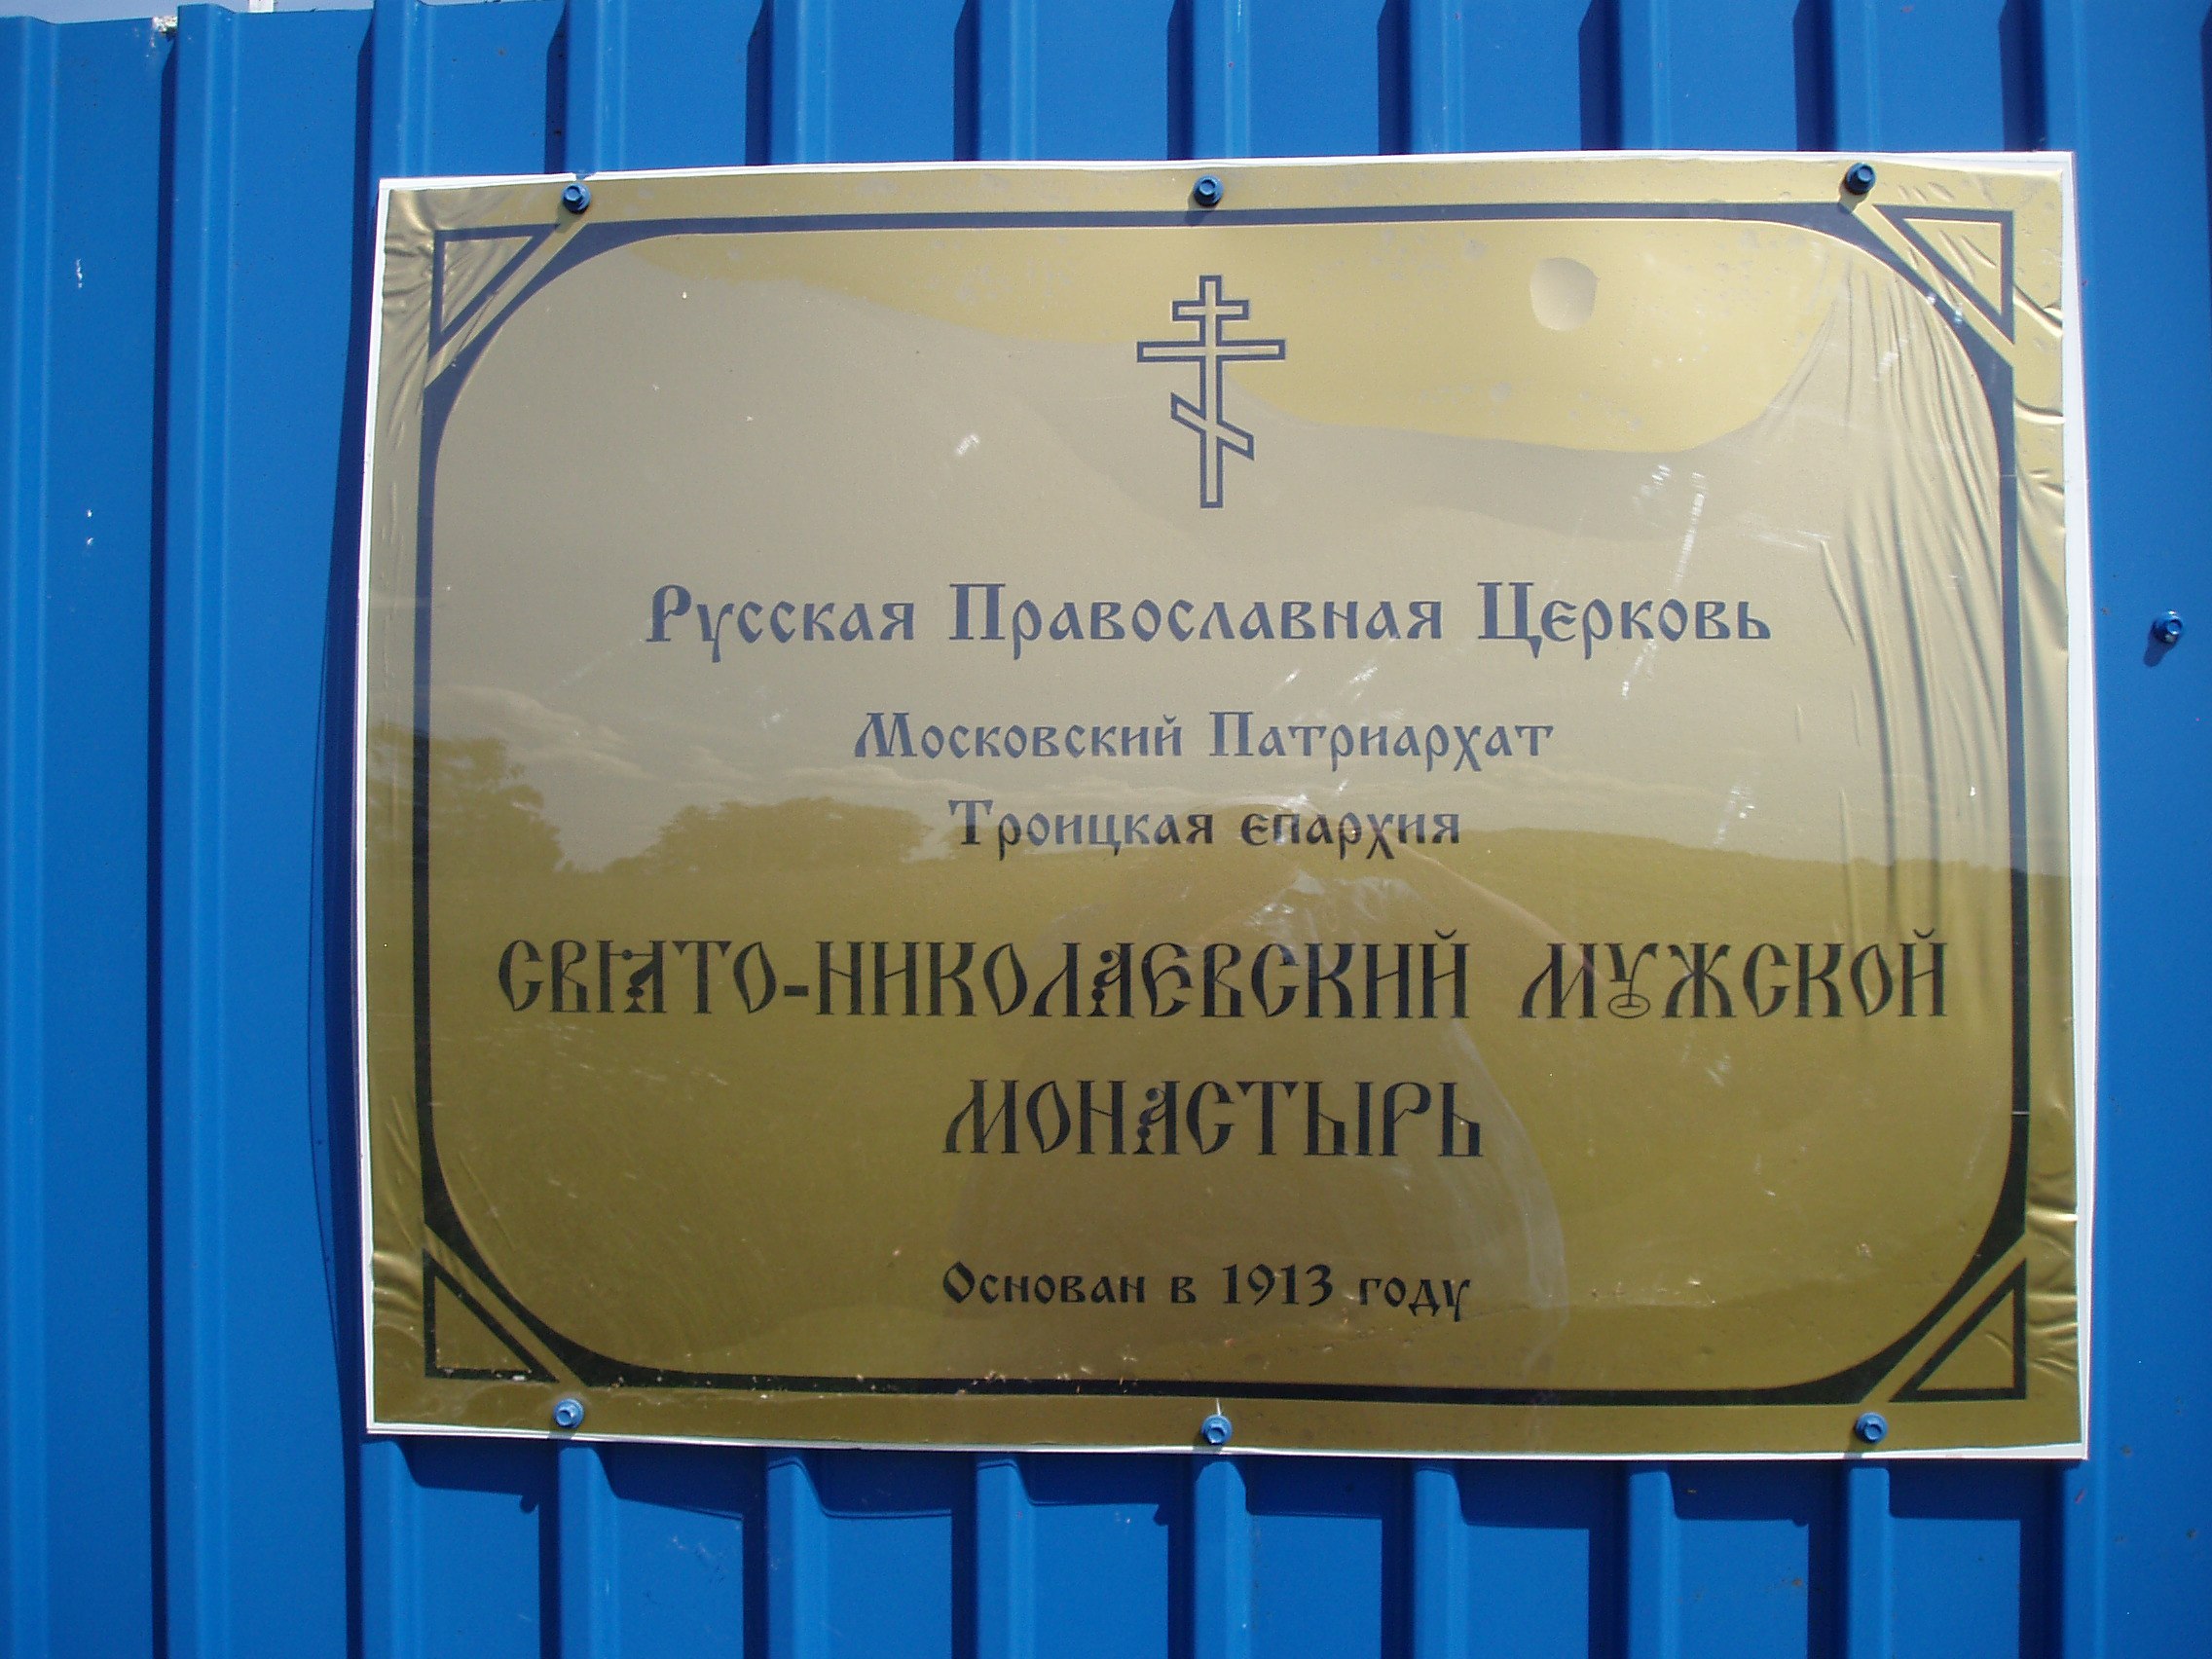 Русская Православная Церковь
Московский Патриархат
Троицкая епархия
СВЯТО-НИКОЛАЕВСКИЙ МУЖСКОЙ
МОНАСТЫРЬ
Основан в 1913 году